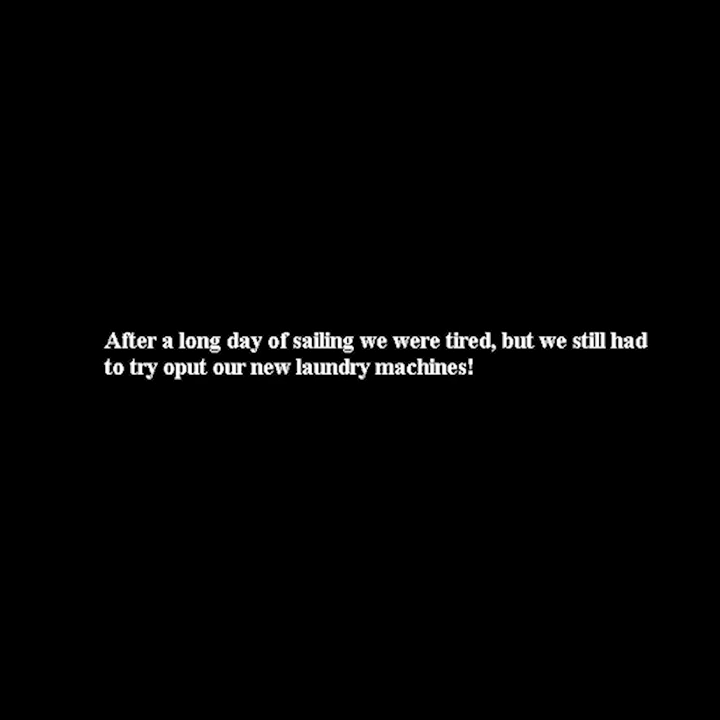 After a long day of sailing we were tired, but we still had
to try oput our new laundry machines!